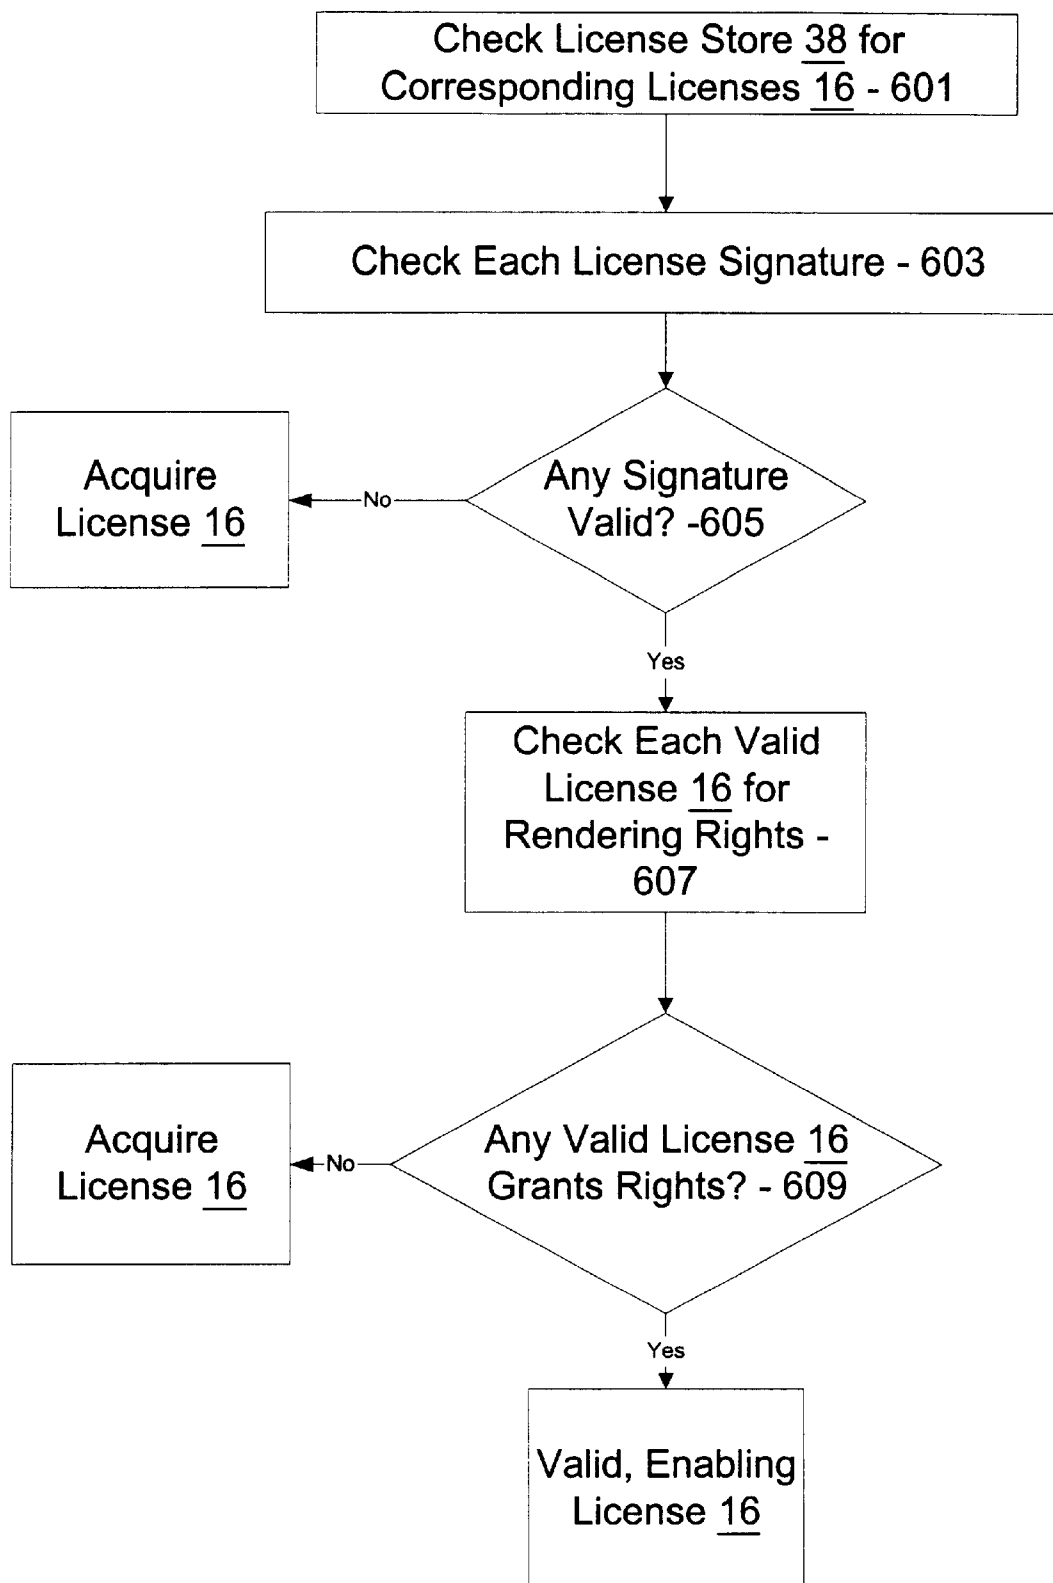 Check License Store 38 for
Corresponding Licenses 16 - 601
Check Each License Signature - 603
Any Signature
Valid? -605
No
Acquire
License 16
Yes
Check Each Valid
License 16 for
Rendering Rights -
607
Any Valid License 16
Grants Rights? - 609
No
Acquire
License 16
Yes
Valid, Enabling
License 16